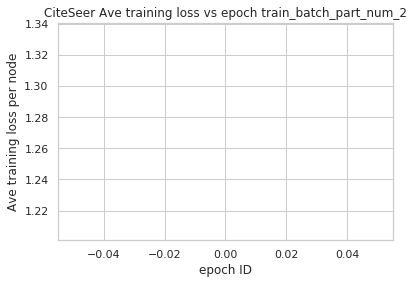 CiteSeer Ave training loss vs epoch train_batch_part_num_2
Ave training loss per node
1.34
1.32
1.30
1.28
1.26
1.24
1.22
−0.04 −0.02 0.00 0.02 0.04
epoch ID